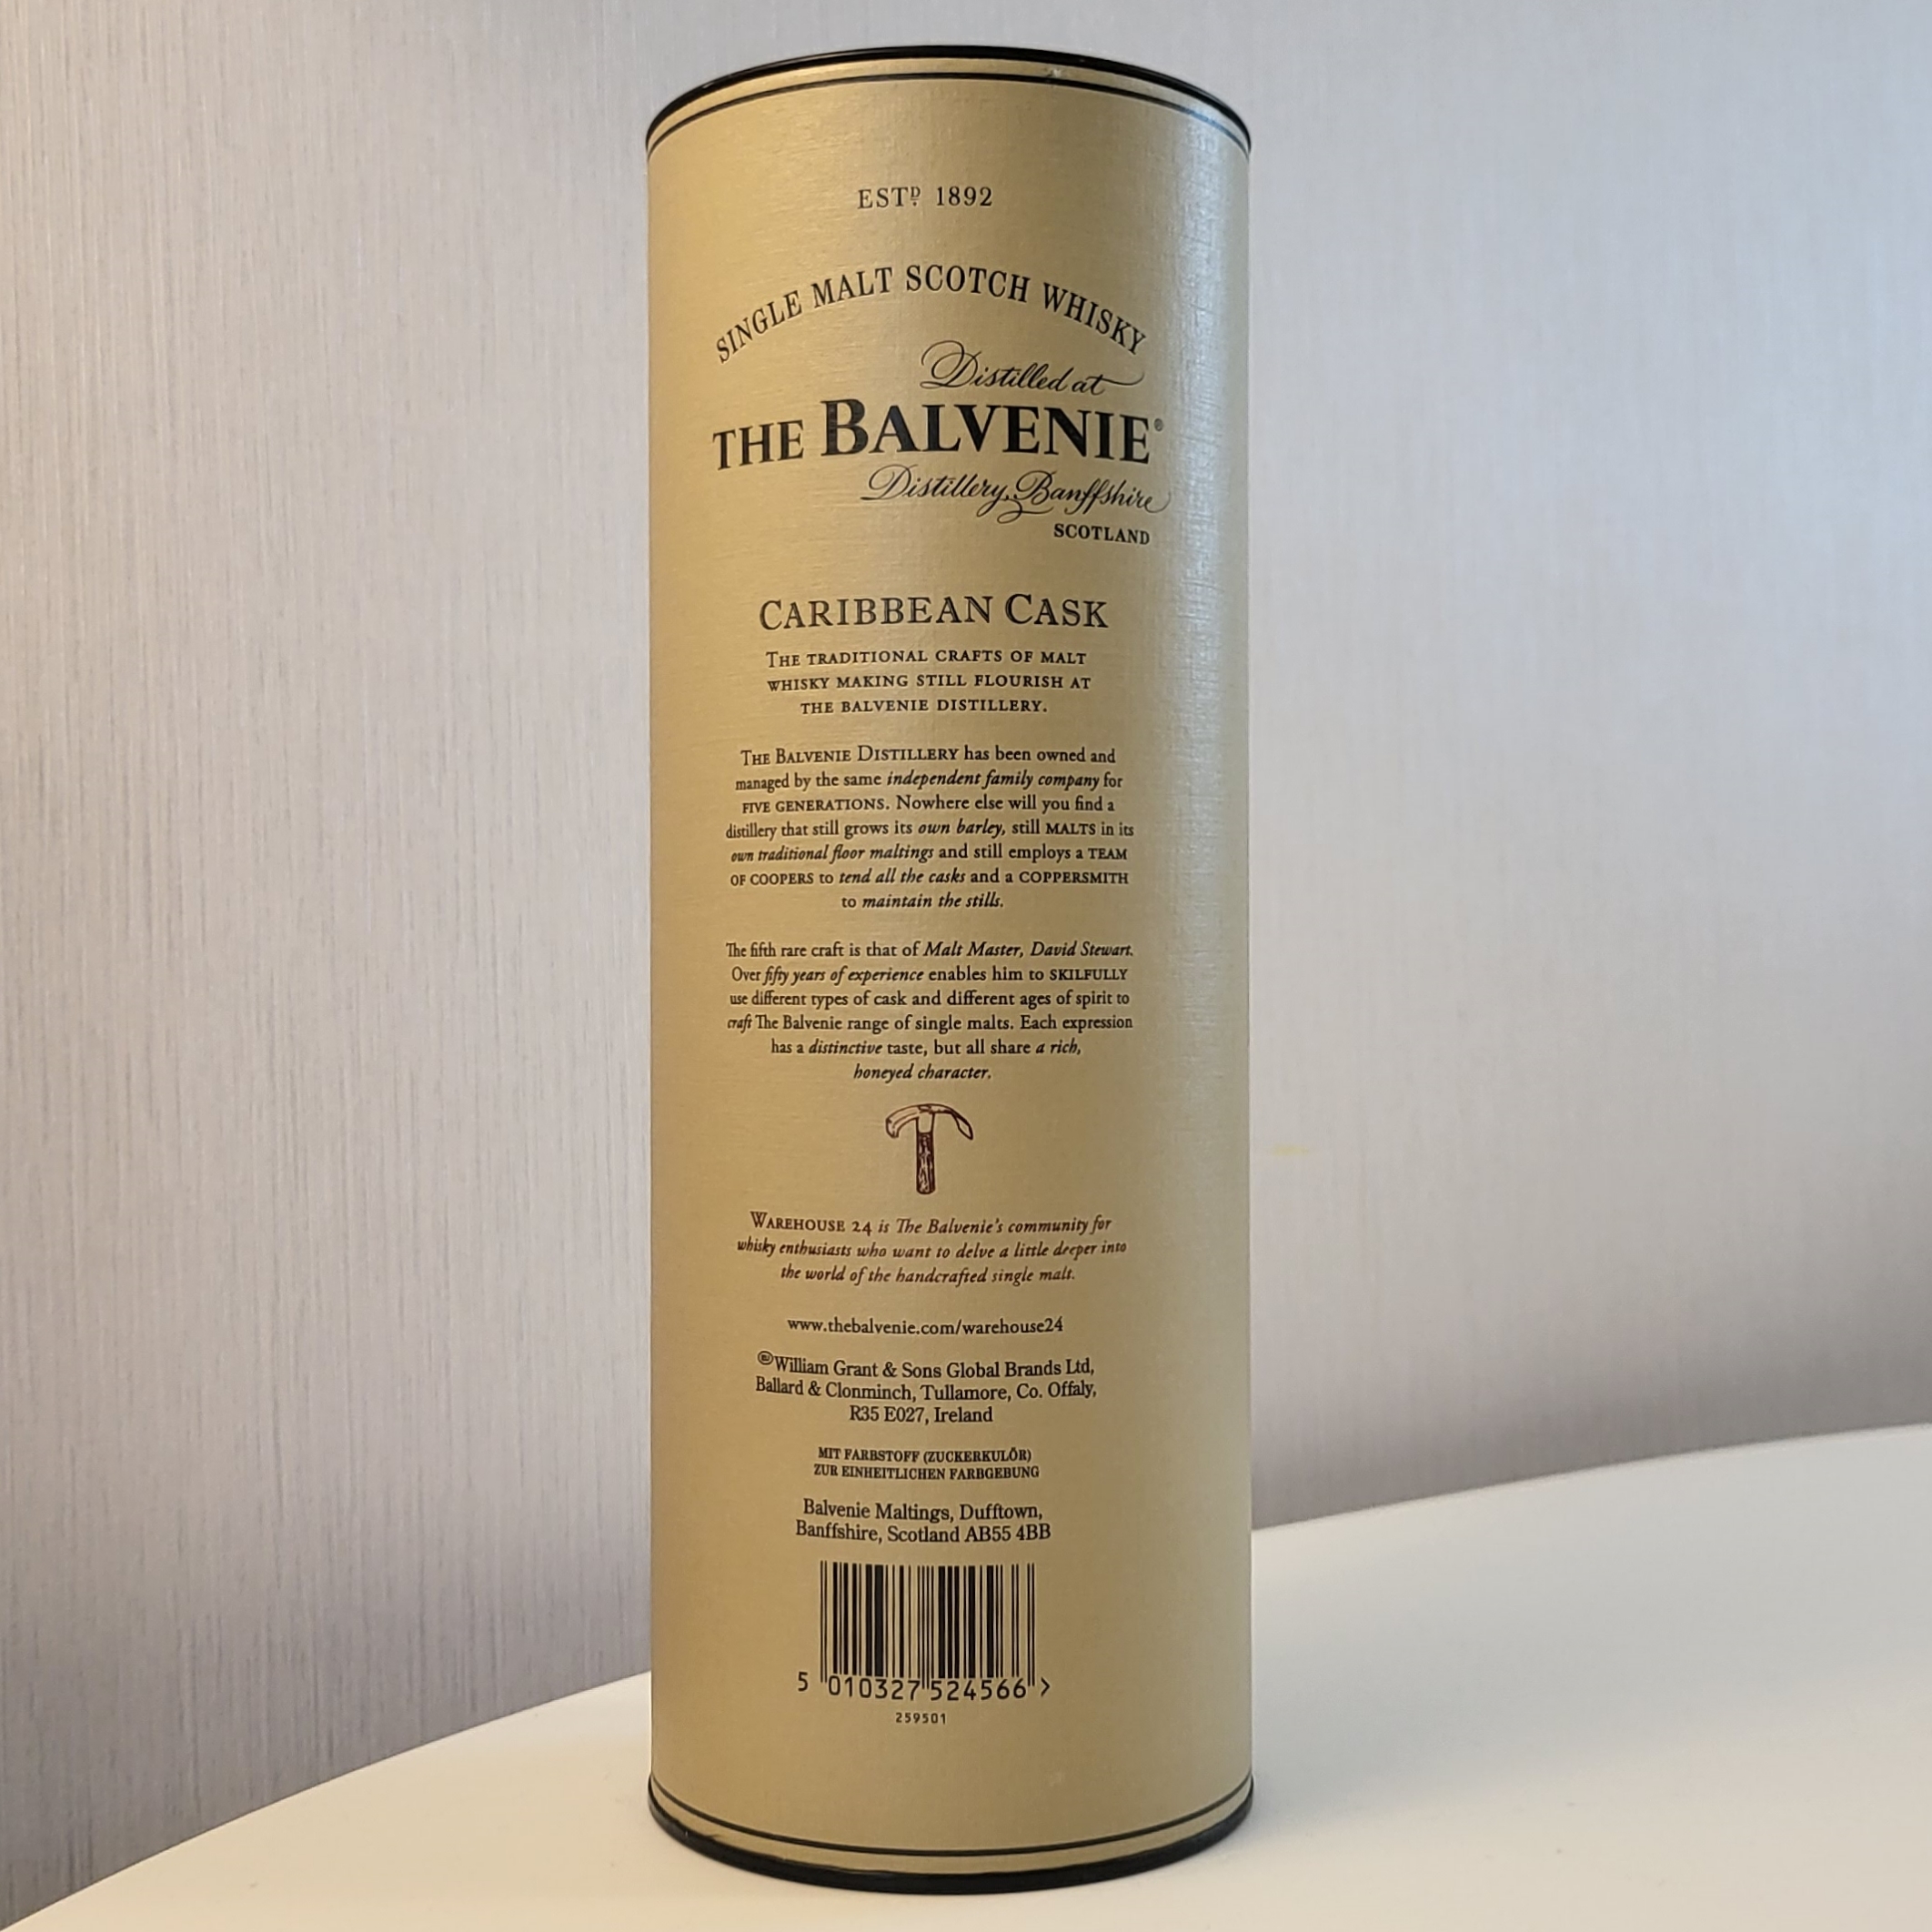 ESTD 1892
SINGLE MALT SCOTCH WHISKY
Distilled at
THE BALVENIE®
Distillery, Banffshire
SCOTLAND
CARIBBEAN CASK
THE TRADITIONAL CRAFTS OF MALT
WHISKY MAKING STILL FLOURISH AT
THE BALVENIE DISTILLERY.
THE BALVENIE DISTILLERY has been owned and
managed by the same independent family company for
FIVE GENERATIONS. Nowhere else will you find a
distillery that still grows its own barley, still MALTS in its
own traditional floor maltings and still employs a TEAM
OF COOPERS to tend all the casks and a COPPERSMITH
to maintain the stills.
The fifth rare craft is that of Malt Master, David Stewart.
Over fifty years of experience enables him to SKILFULLY
use different types of cask and different ages of spirit to
craft The Balvenie range of single malts. Each expression
has a distinctive taste, but all share a rich,
honeyed character.
WAREHOUSE 24 is The Balvenie's community for
whisky enthusiasts who want to delve a little deeper into
the world of the handcrafted single malt.
www.thebalvenie.com/warehouse24
William Grant & Sons Global Brands Ltd,
Ballard & Clonminch, Tullamore, Co. Offaly,
R35 E027, Ireland
MIT FARBSTOFF (ZUCKERKULÖR)
ZUR EINHEITLICHEN FARBGEBUNG
Balvenie Maltings, Dufftown,
Banffshire, Scotland AB55 4BB
5 010327 524566 >
259501